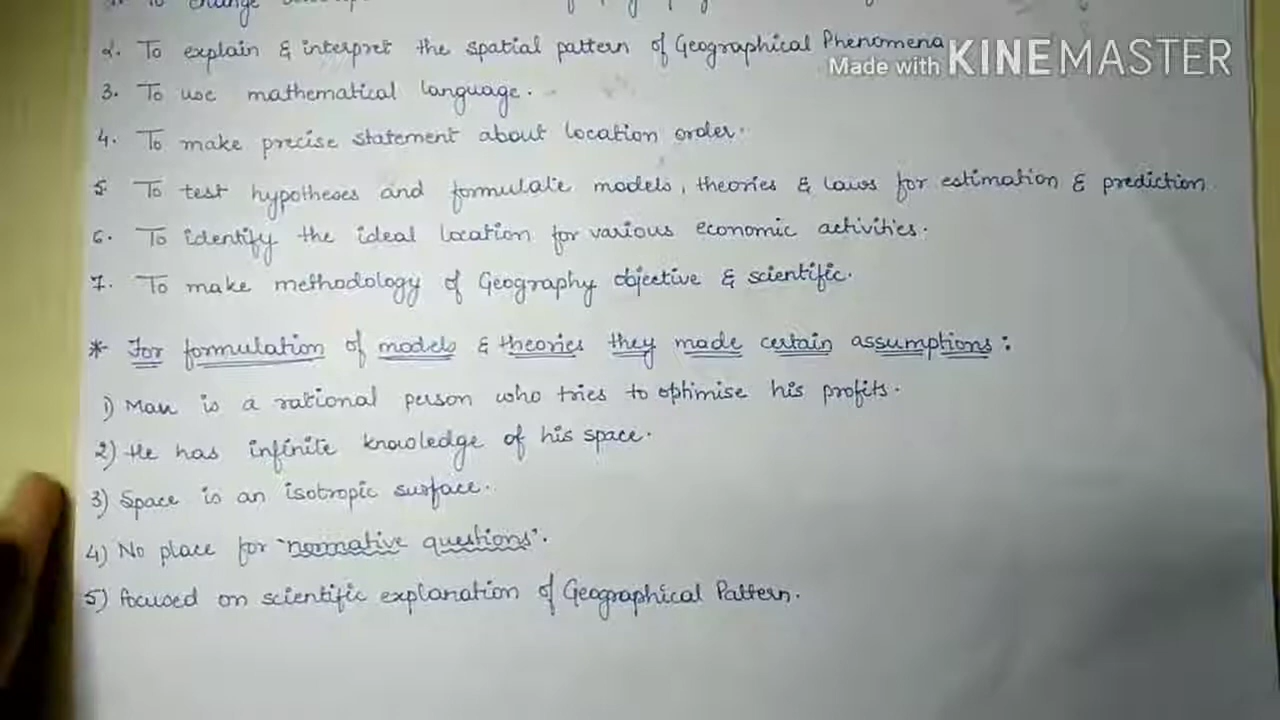 To change
2. To explain & interpret the spatial pattern of Geographical Phenomena
Made with KINEMASTER
3. To use mathematical language.
4. To make precise statement about location order.
5. To test hypotheses and formulate models, theories & laws for estimation & prediction
6. To identify the ideal location for various economic activities.
7. To make methodology of Geography objective & scientific.
* For formulation of models & theories they made certain assumptions:
1) Man is a rational person who tries to optimise his profits.
2) He has infinite knowledge of his space.
3) Space is an isotropic surface.
4) No place for "normative questions".
5) Focused on scientific explanation of Geographical Pattern.